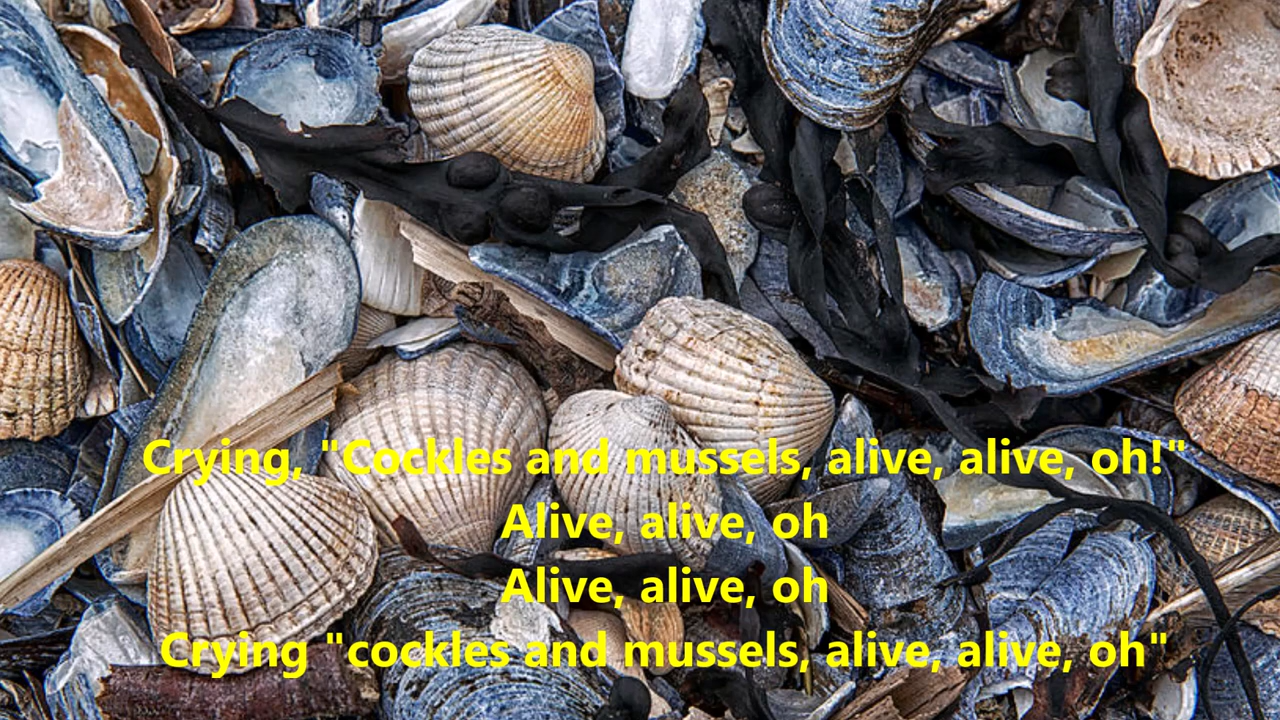 Crying, "Cockles and mussels, alive, alive, oh!"
Alive, alive, oh
Alive, alive, oh
Crying "cockles and mussels, alive, alive, oh"